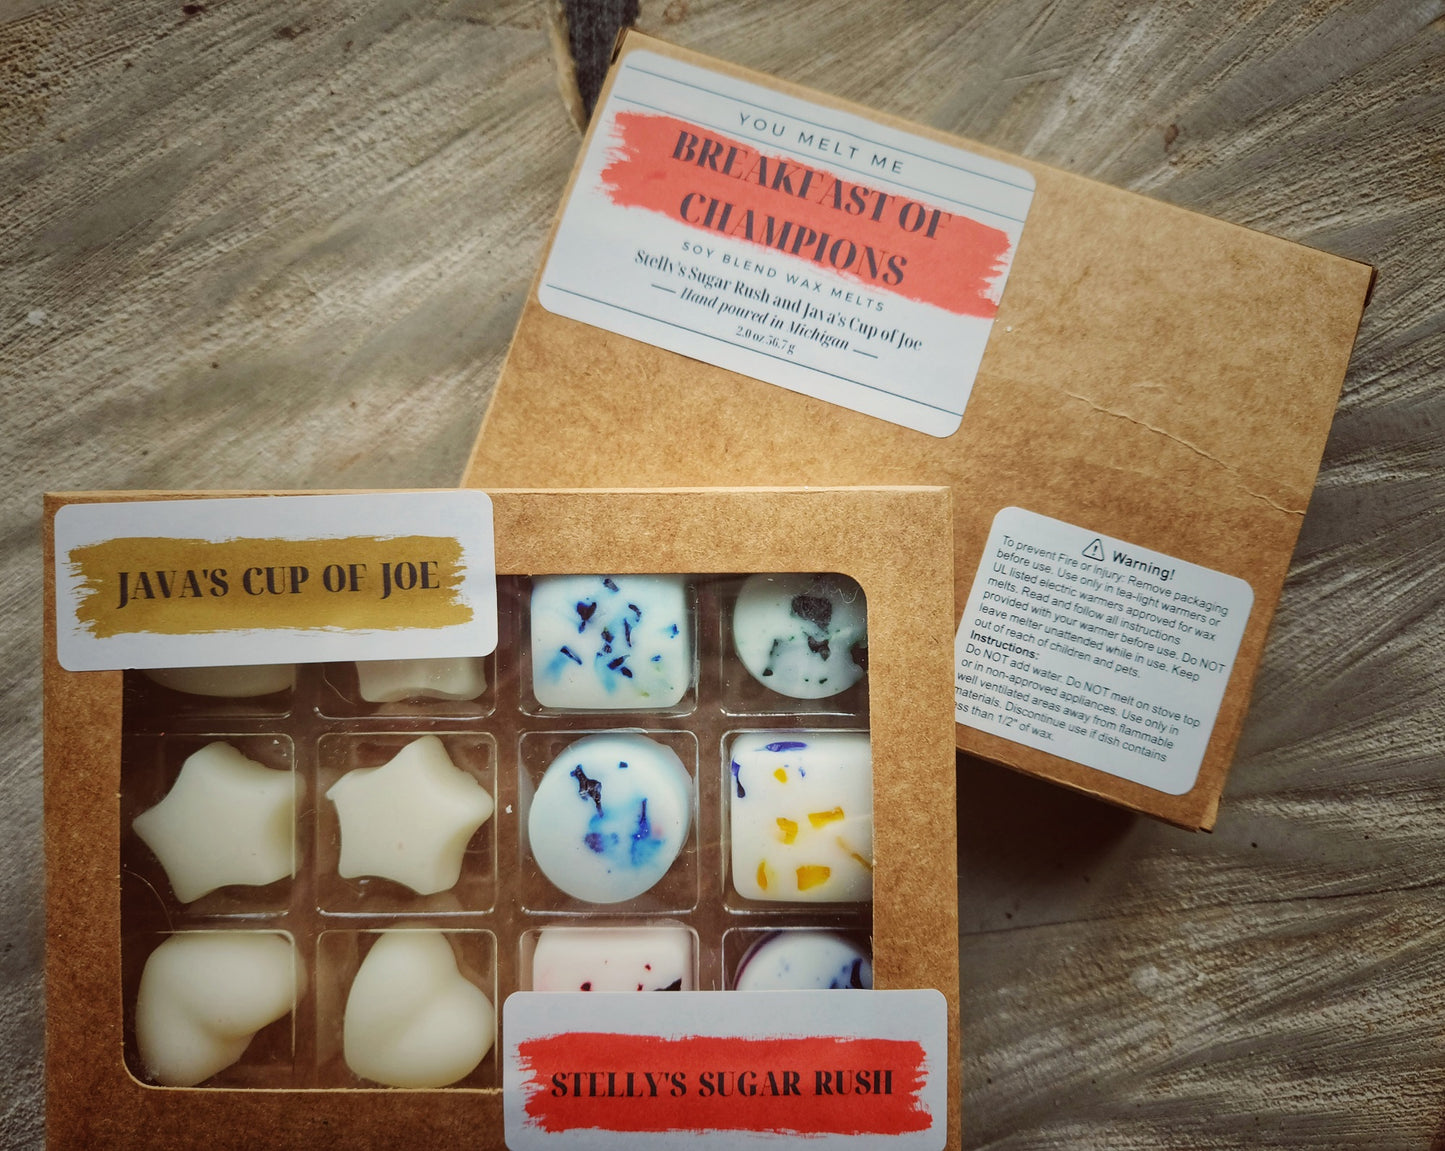 YOU MELT ME
BREAKFAST OF
CHAMPIONS
SOY BLEND WAX MELTS
Stelly's Sugar Rush and Java's Cup of Joe
Hand poured in Michigan
2.0 oz 56.7 g
JAVA'S CUP OF JOE
Warning!
To prevent Fire or Injury: Remove packaging
before use. Use only in tea-light warmers or
UL listed electric warmers approved for wax
melts. Read and follow all instructions
provided with your warmer before use. Do NOT
leave melter unattended while in use. Keep
out of reach of children and pets.
Instructions:
Do NOT add water. Do NOT melt on stove top
or in non-approved appliances. Use only in
well ventilated areas away from flammable
materials. Discontinue use if dish contains
less than 1/2" of wax.
STELLY'S SUGAR RUSH